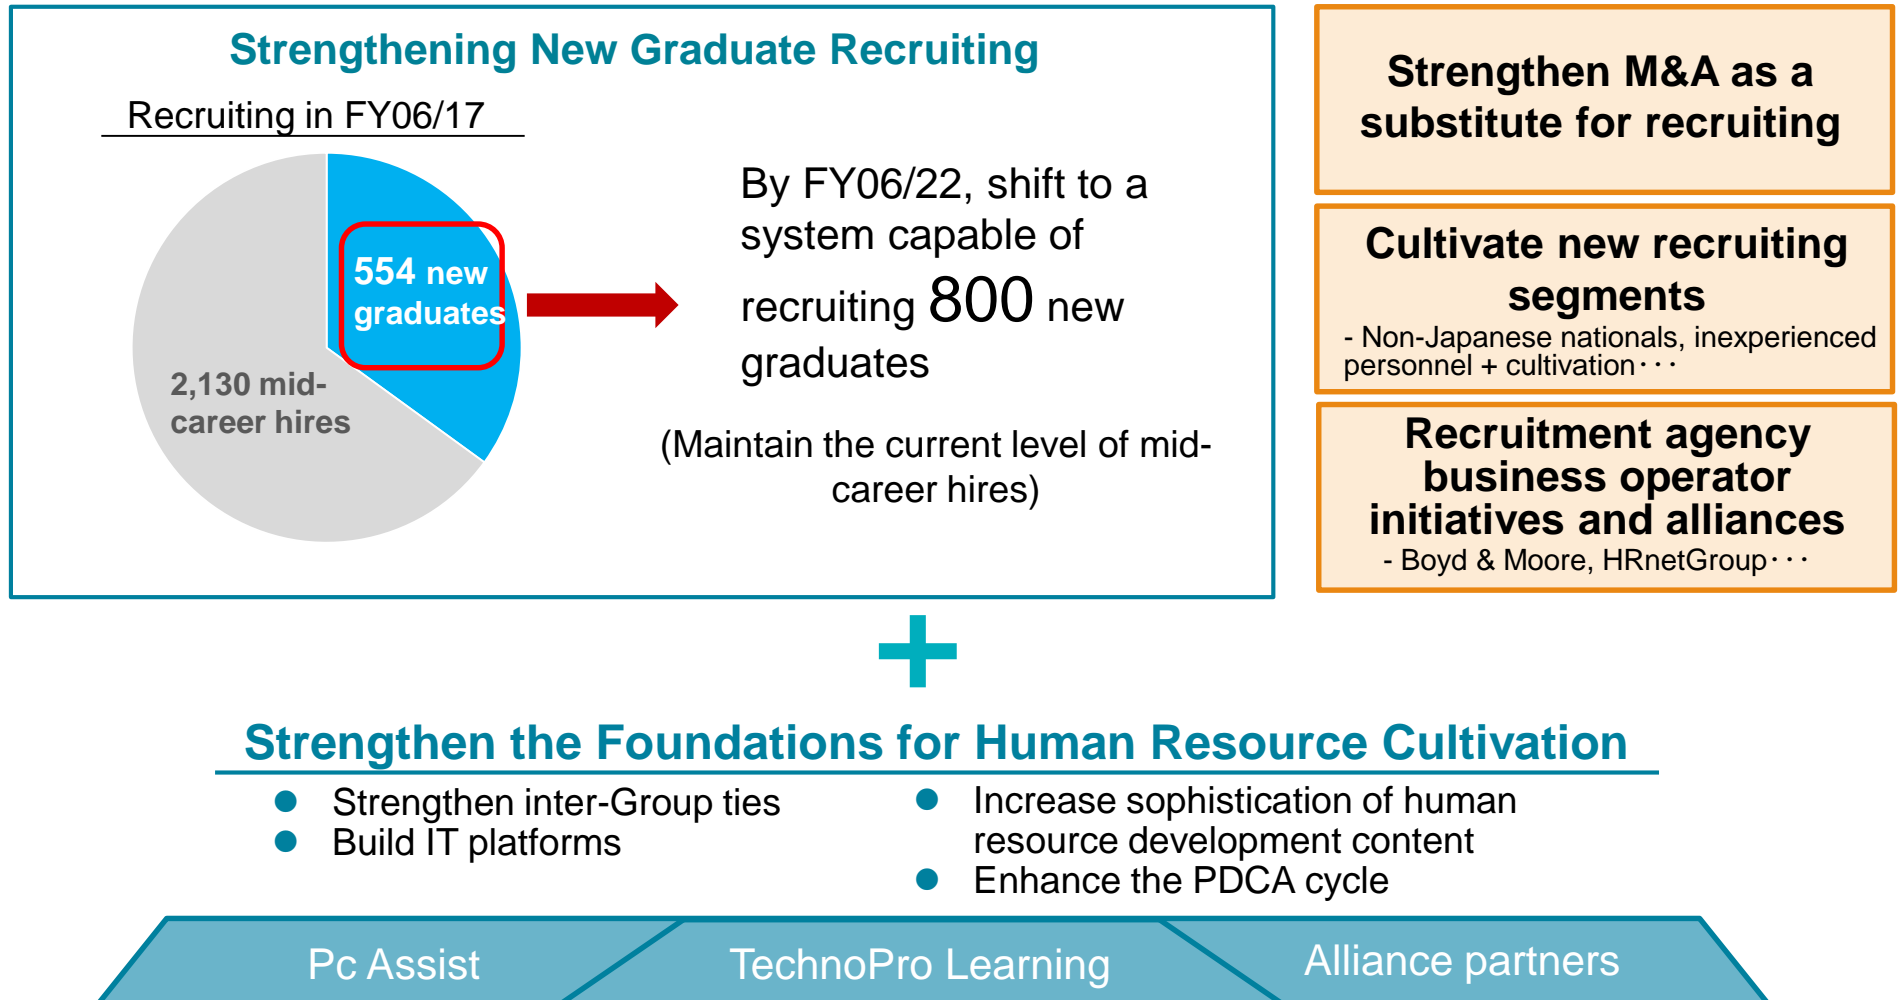 Strengthening New Graduate Recruiting
Recruiting in FY06/17
554 new
graduates
2,130 mid-
career hires
By FY06/22, shift to a
system capable of
recruiting 800 new
graduates
(Maintain the current level of mid-
career hires)
Strengthen M&A as a
substitute for recruiting
Cultivate new recruiting
segments
- Non-Japanese nationals, inexperienced
personnel + cultivation･･･
Recruitment agency
business operator
initiatives and alliances
- Boyd & Moore, HRnetGroup･･･
+
Strengthen the Foundations for Human Resource Cultivation
● Strengthen inter-Group ties
● Build IT platforms
● Increase sophistication of human
resource development content
● Enhance the PDCA cycle
Pc Assist
TechnoPro Learning
Alliance partners